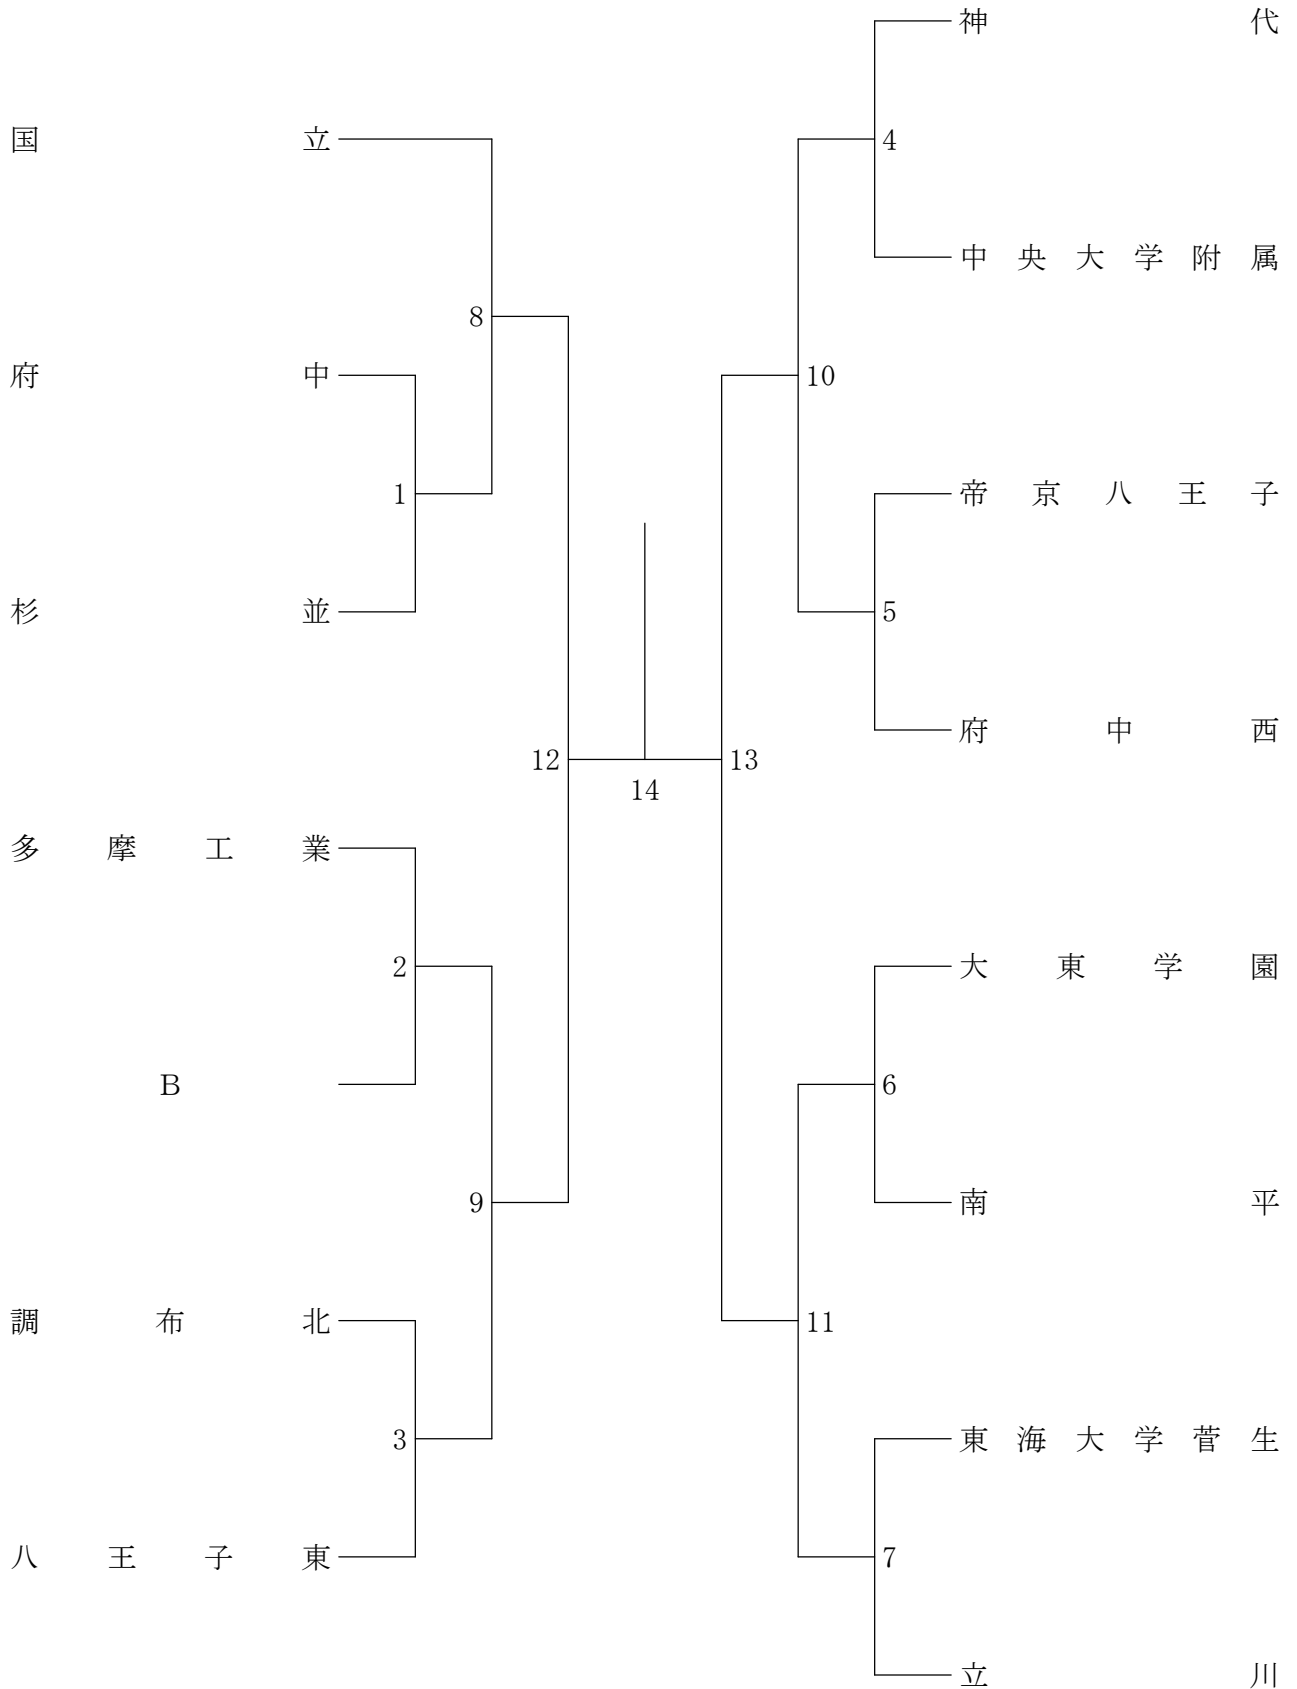 国立
府中
杉並
多摩工業
B
調布北
八王子東
8
1
2
9
3
12
14
13
10
4
5
11
6
7
神代
中央大学附属
帝京八王子
府中西
大東学園
南平
東海大学菅生
立川